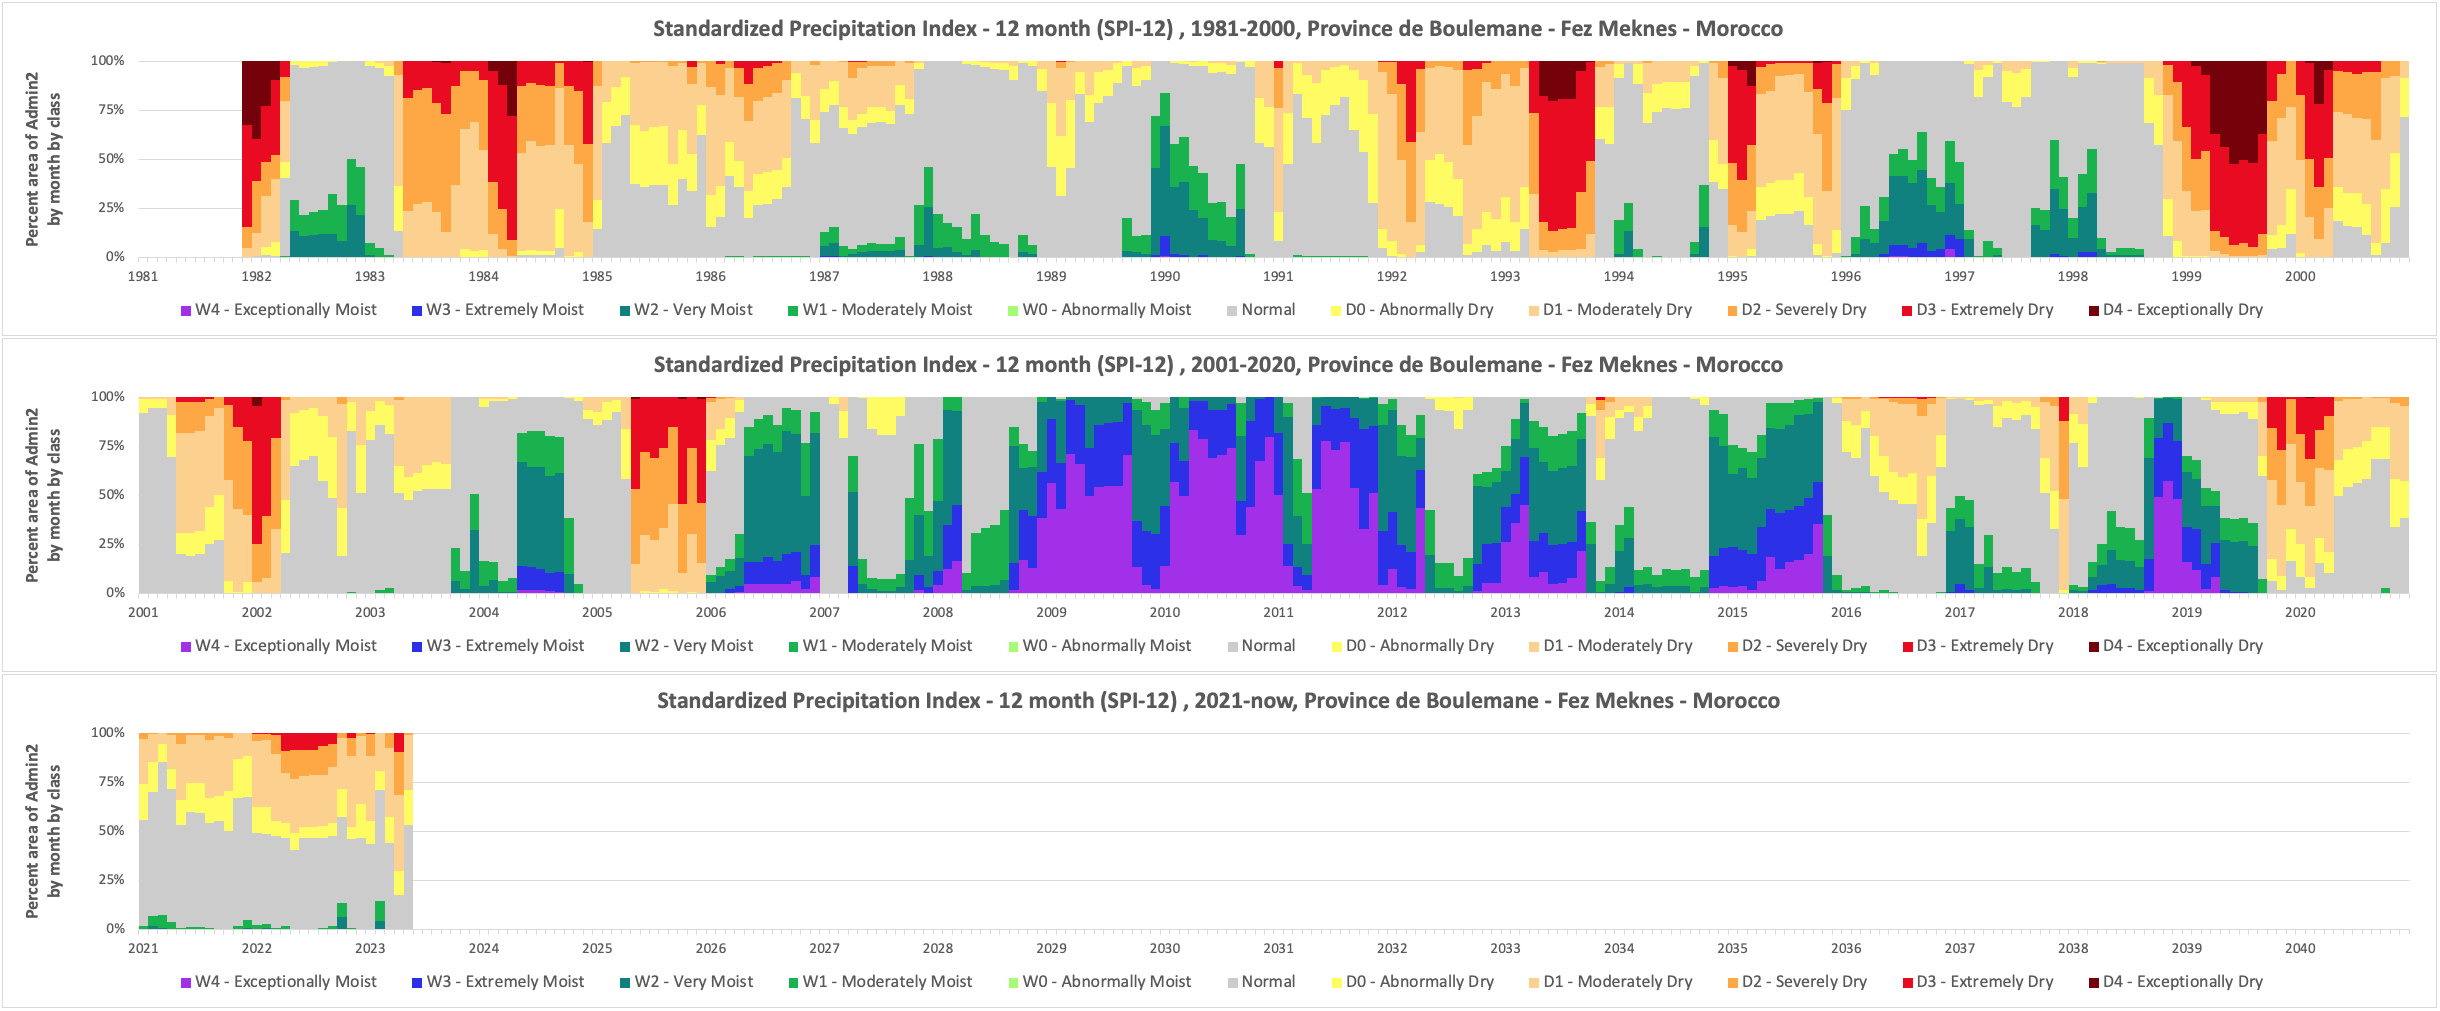 Standardized Precipitation Index - 12 month (SPI-12) , 1981-2000, Province de Boulemane - Fez Meknes - Morocco
Percent area of Admin2
by month by class
100%
75%
50%
25%
0%
1981 1982 1983 1984 1985 1986 1987 1988 1989 1990 1991 1992 1993 1994 1995 1996 1997 1998 1999 2000
W4 - Exceptionally Moist W3 - Extremely Moist W2 - Very Moist W1 - Moderately Moist W0 - Abnormally Moist Normal D0 - Abnormally Dry D1 - Moderately Dry D2 - Severely Dry D3 - Extremely Dry D4 - Exceptionally Dry
Standardized Precipitation Index - 12 month (SPI-12) , 2001-2020, Province de Boulemane - Fez Meknes - Morocco
Percent area of Admin2
by month by class
100%
75%
50%
25%
0%
2001 2002 2003 2004 2005 2006 2007 2008 2009 2010 2011 2012 2013 2014 2015 2016 2017 2018 2019 2020
W4 - Exceptionally Moist W3 - Extremely Moist W2 - Very Moist W1 - Moderately Moist W0 - Abnormally Moist Normal D0 - Abnormally Dry D1 - Moderately Dry D2 - Severely Dry D3 - Extremely Dry D4 - Exceptionally Dry
Standardized Precipitation Index - 12 month (SPI-12) , 2021-now, Province de Boulemane - Fez Meknes - Morocco
Percent area of Admin2
by month by class
100%
75%
50%
25%
0%
2021 2022 2023 2024 2025 2026 2027 2028 2029 2030 2031 2032 2033 2034 2035 2036 2037 2038 2039 2040
W4 - Exceptionally Moist W3 - Extremely Moist W2 - Very Moist W1 - Moderately Moist W0 - Abnormally Moist Normal D0 - Abnormally Dry D1 - Moderately Dry D2 - Severely Dry D3 - Extremely Dry D4 - Exceptionally Dry